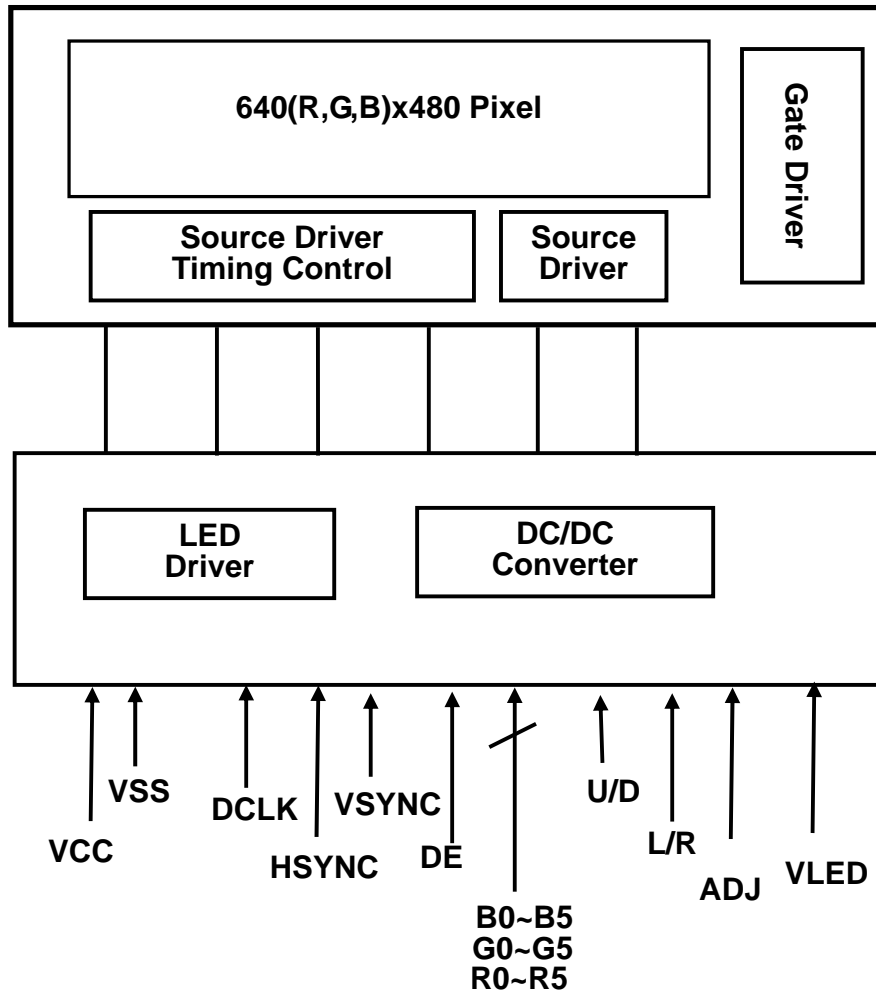 640(R,G,B)x480 Pixel
Gate Driver
Source Driver
Timing Control
Source
Driver
LED
Driver
DC/DC
Converter
VCC
VSS
DCLK
HSYNC
VSYNC
DE
B0~B5
G0~G5
R0~R5
U/D
L/R
ADJ
VLED